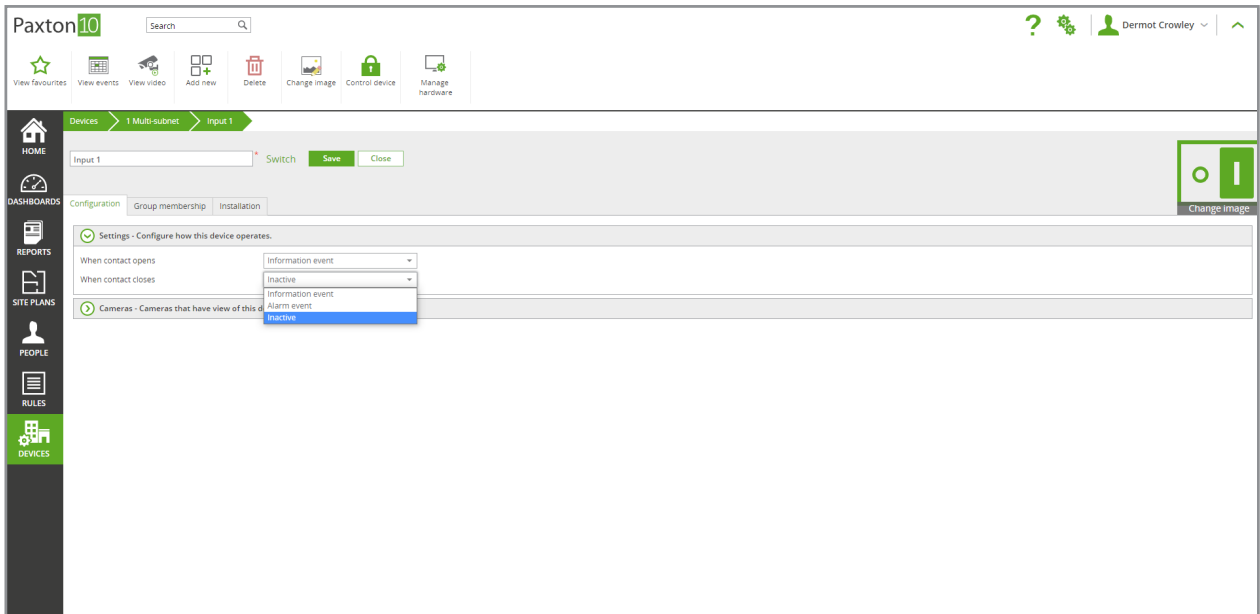 Paxton10
Search
Dermot Crowley
View favourites
View events
View video
Add new
Delete
Change image
Control device
Manage
hardware
Devices
1 Multi-subnet
Input 1
HOME
DASHBOARDS
REPORTS
SITE PLANS
PEOPLE
RULES
DEVICES
Input 1
* Switch
Save
Close
Change image
Configuration
Group membership
Installation
Settings - Configure how this device operates.
When contact opens
Information event
When contact closes
Inactive
Information event
Alarm event
Inactive
Cameras - Cameras that have view of this d